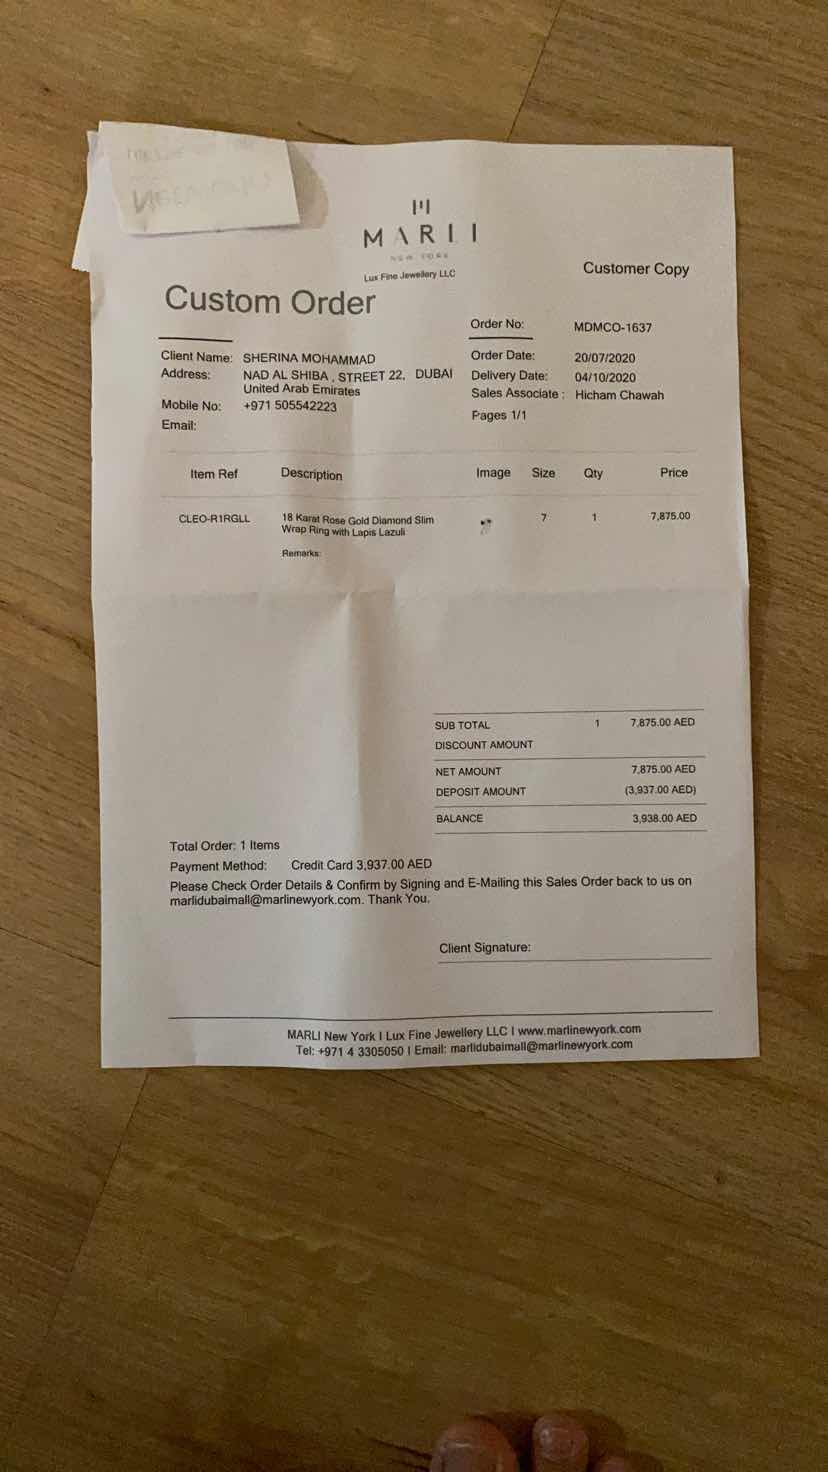 MARLI
NEW YORK
Lux Fine Jewellery LLC
Customer Copy
Custom Order
Order No: MDMCO-1637
Client Name: SHERINA MOHAMMAD
Order Date: 20/07/2020
Address: NAD AL SHIBA , STREET 22, DUBAI
United Arab Emirates
Delivery Date: 04/10/2020
Sales Associate : Hicham Chawah
Mobile No: +971 505542223
Pages 1/1
Email:
Item Ref Description Image Size Qty Price
CLEO-R1RGLL 18 Karat Rose Gold Diamond Slim 7 1 7,875.00
Wrap Ring with Lapis Lazuli
Remarks:
SUB TOTAL 1 7,875.00 AED
DISCOUNT AMOUNT
NET AMOUNT 7,875.00 AED
DEPOSIT AMOUNT (3,937.00 AED)
BALANCE 3,938.00 AED
Total Order: 1 Items
Payment Method: Credit Card 3,937.00 AED
Please Check Order Details & Confirm by Signing and E-Mailing this Sales Order back to us on
marlidubaimall@marlinewyork.com. Thank You.
Client Signature:
MARLI New York I Lux Fine Jewellery LLC I www.marlinewyork.com
Tel: +971 4 3305050 I Email: marlidubaimall@marlinewyork.com